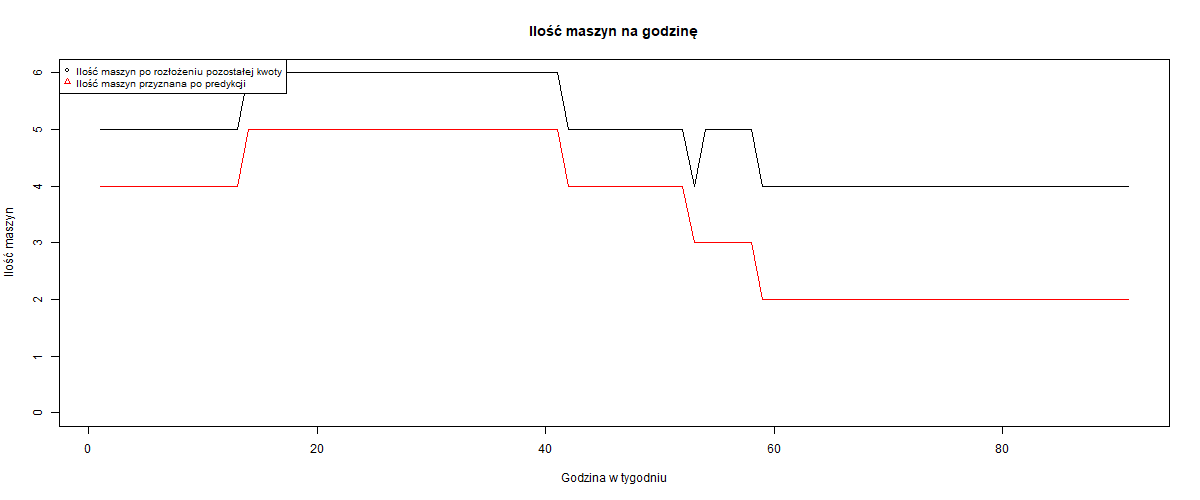 Ilość maszyn na godzinę
Ilość maszyn po rozłożeniu pozostałej kwoty
Ilość maszyn przyznana po predykcji
6
5
4
3
2
1
0
Ilość maszyn
0 20 40 60 80
Godzina w tygodniu